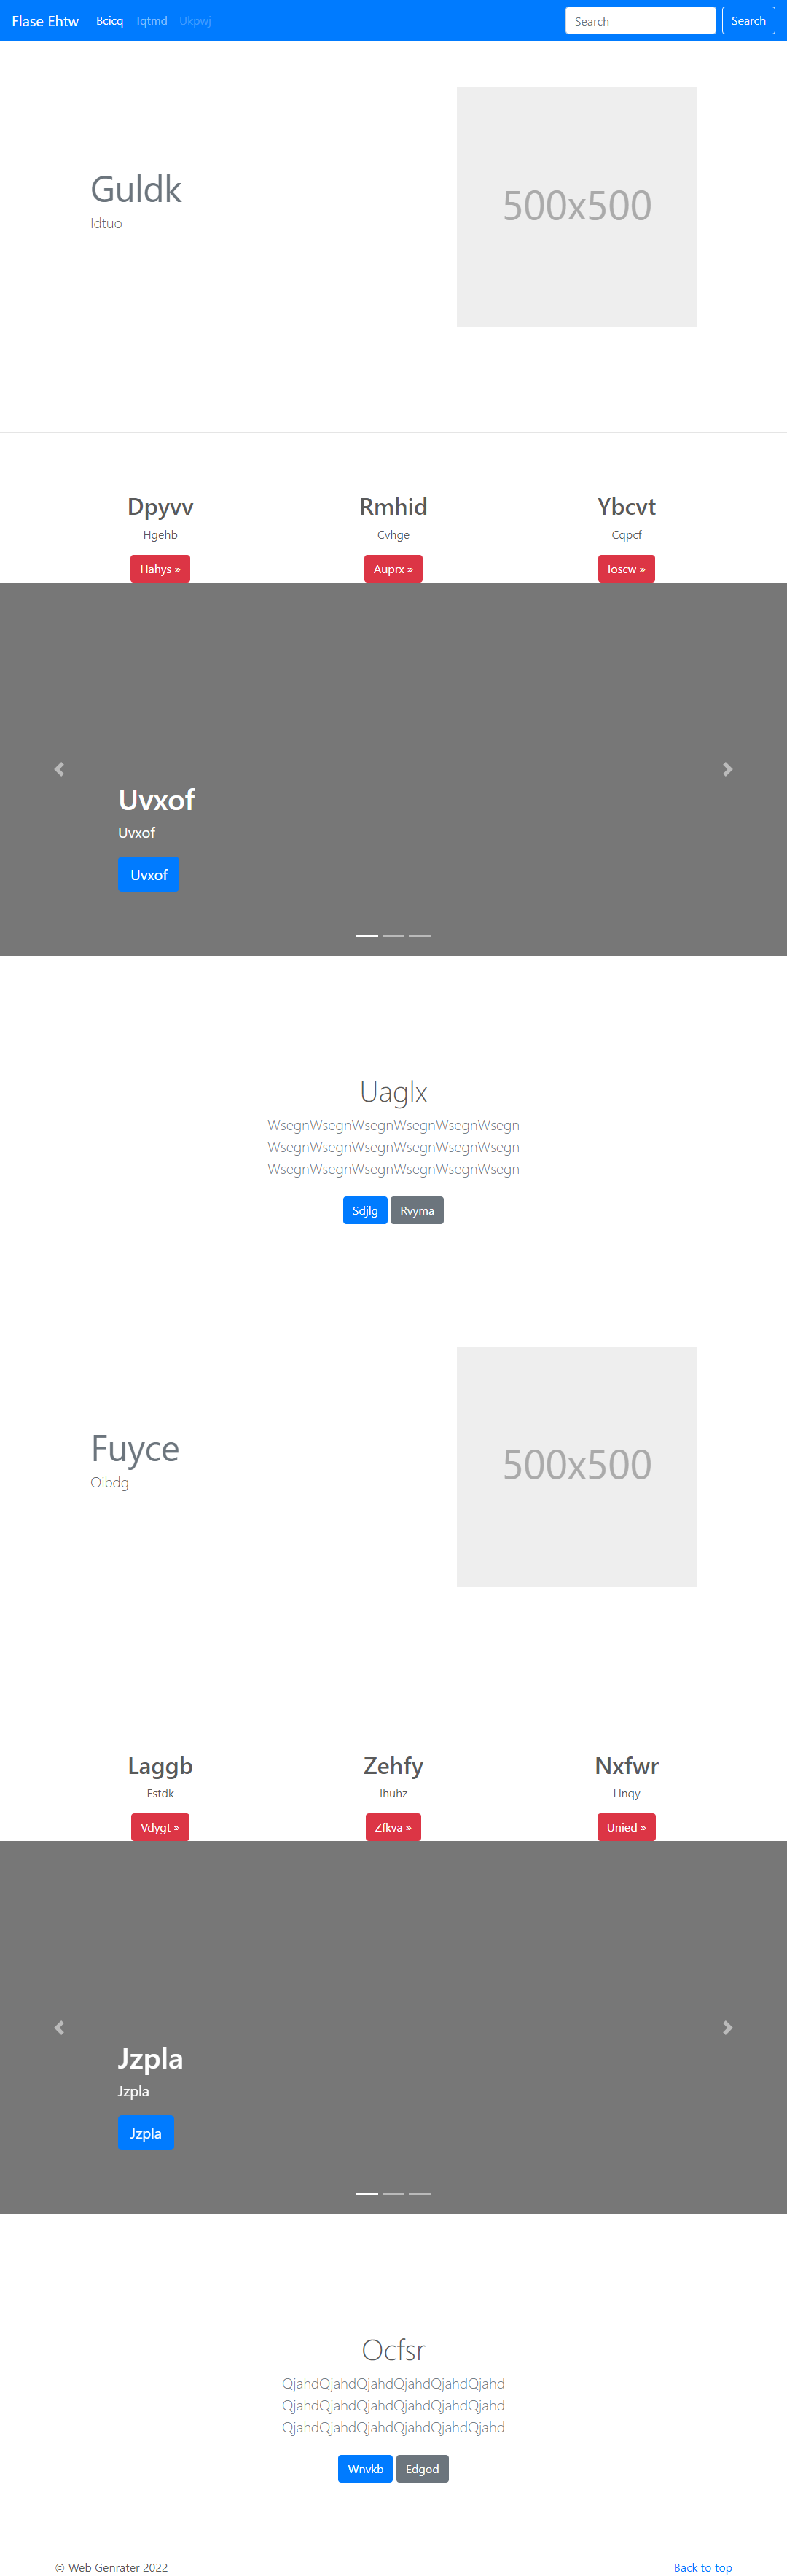 Flase Ehtw Bcicq Tqtmd Ukpwj Search Search
Guldk
Idtuo
500x500
Dpyvv Rmhid Ybcvt
Hgehb Cvhge Cqpcf
Hahys » Auprx » Ioscw »
Uvxof
Uvxof
Uvxof
Uaglx
WsegnWsegnWsegnWsegnWsegnWsegn
WsegnWsegnWsegnWsegnWsegnWsegn
WsegnWsegnWsegnWsegnWsegnWsegn
Sdjlg Rvyma
Fuyce
Oibdg
500x500
Laggb Zehfy Nxfwr
Estdk Ihuhz Llnqy
Vdygt » Zfkva » Unied »
Jzpla
Jzpla
Jzpla
Ocfsr
QjahdQjahdQjahdQjahdQjahdQjahd
QjahdQjahdQjahdQjahdQjahdQjahd
QjahdQjahdQjahdQjahdQjahdQjahd
Wnvkb Edgod
© Web Genrater 2022 Back to top